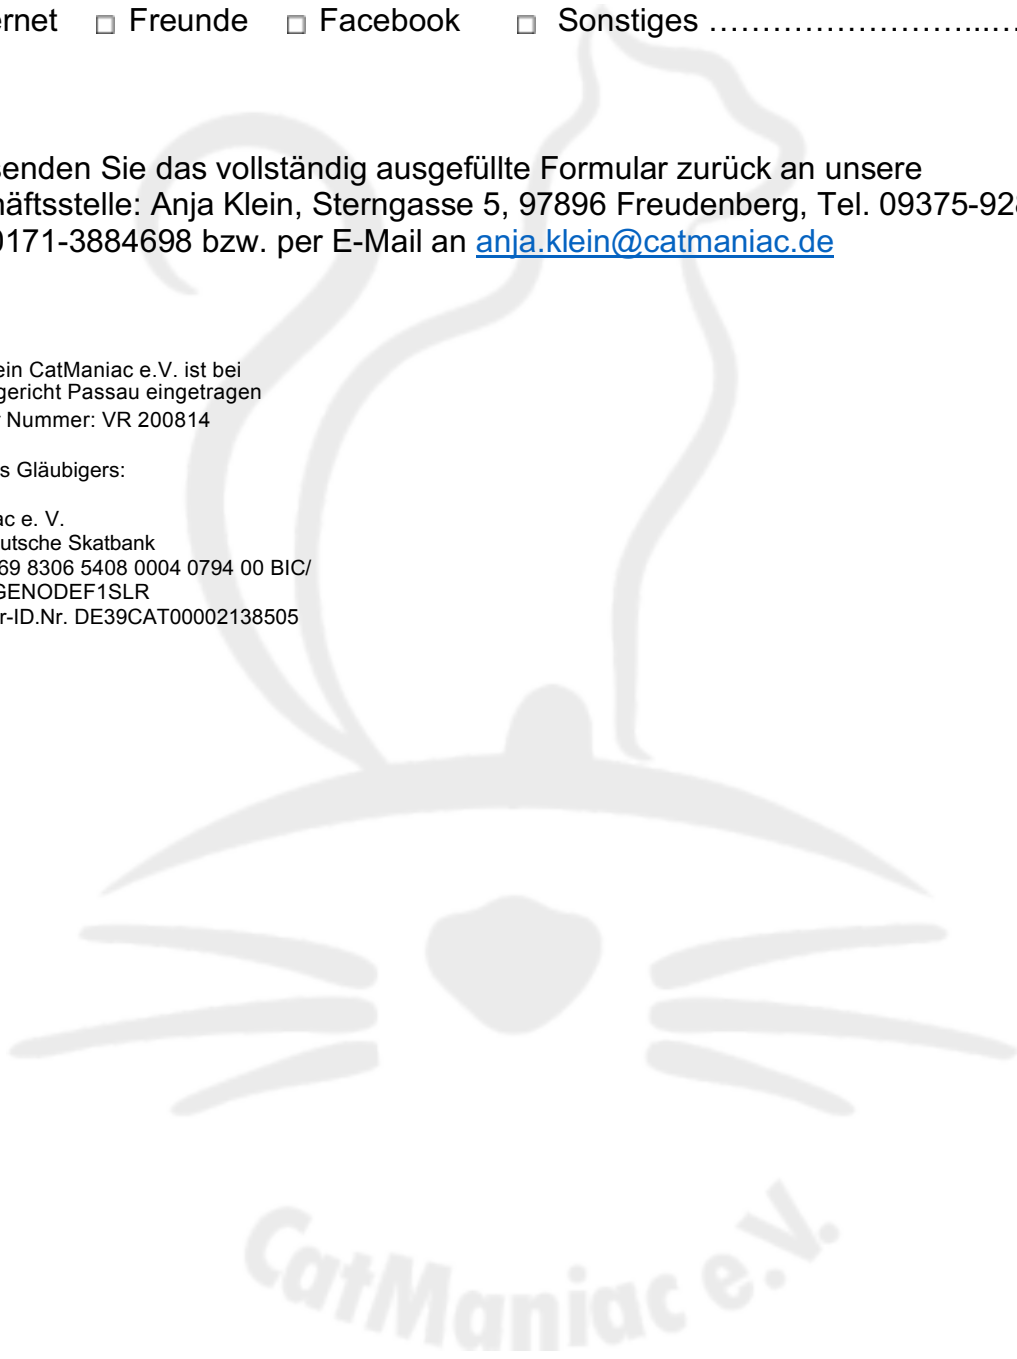 ernet □ Freunde □ Facebook □ Sonstiges ……………………...…
senden Sie das vollständig ausgefüllte Formular zurück an unsere
häftsstelle: Anja Klein, Sterngasse 5, 97896 Freudenberg, Tel. 09375-928
0171-3884698 bzw. per E-Mail an anja.klein@catmaniac.de
ein CatManiac e.V. ist bei
gericht Passau eingetragen
r Nummer: VR 200814
s Gläubigers:
ac e. V.
eutsche Skatbank
69 8306 5408 0004 0794 00 BIC/
GENODEF1SLR
r-ID.Nr. DE39CAT00002138505
CatManiac e.V.